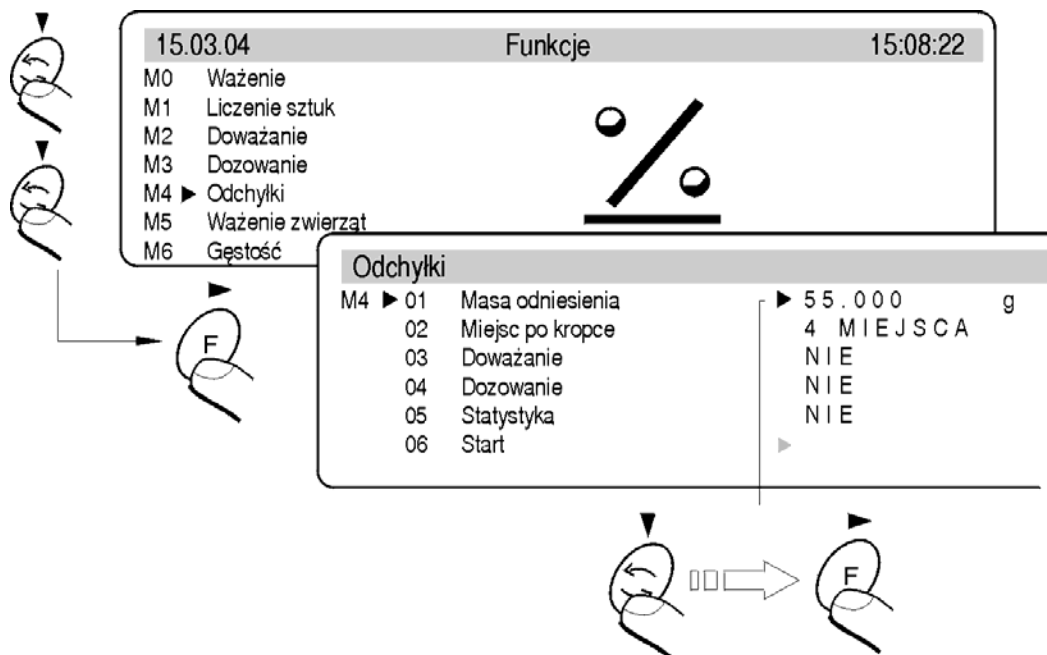 15.03.04 Funkcje 15:08:22
M0 Ważenie
M1 Liczenie sztuk
M2 Doważanie
M3 Dozowanie
M4 ▶ Odchyłki
M5 Ważenie zwierząt
M6 Gęstość
F
Odchyłki
M4 ▶ 01 Masa odniesienia ▶ 55.000 g
02 Miejsc po kropce 4 MIEJSCA
03 Doważanie NIE
04 Dozowanie NIE
05 Statystyka NIE
06 Start ▶
F